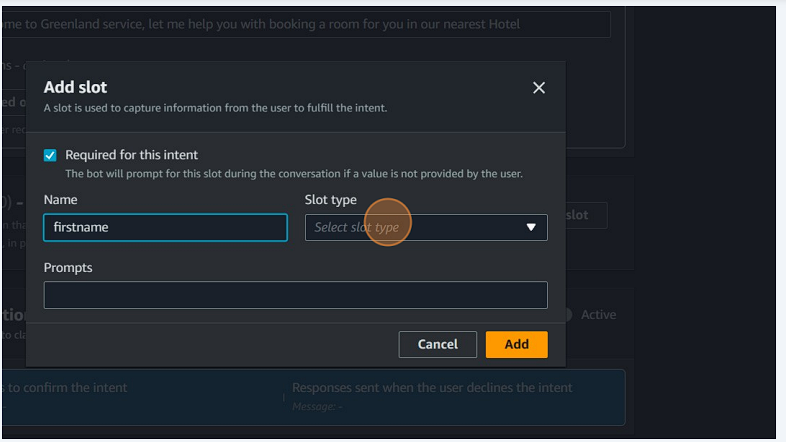 ome to Greenland service, let me help you with booking a room for you in our nearest Hotel
Add slot
A slot is used to capture information from the user to fulfill the intent.
Required for this intent
The bot will prompt for this slot during the conversation if a value is not provided by the user.
Name
Slot type
firstname
Select slot type
slot
Prompts
Active
Cancel
Add
s to confirm the intent
Responses sent when the user declines the intent
Message: -